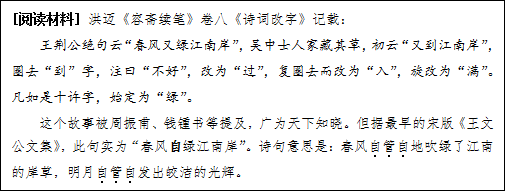 [阅读材料] 洪迈《容斋续笔》卷八《诗词改字》记载：
王荆公绝句云“春风又绿江南岸”，吴中士人家藏其草，初云“又到江南岸”，
圈去“到”字，注曰“不好”，改为“过”，复圈去而改为“入”，旋改为“满”。
凡如是十许字，始定为“绿”。
这个故事被周振甫、钱锺书等提及，广为天下知晓。但据最早的宋版《王文
公文集》，此句实为“春风自绿江南岸”。诗句意思是：春风自管自地吹绿了江南
的岸草，明月自管自发出皎洁的光辉。